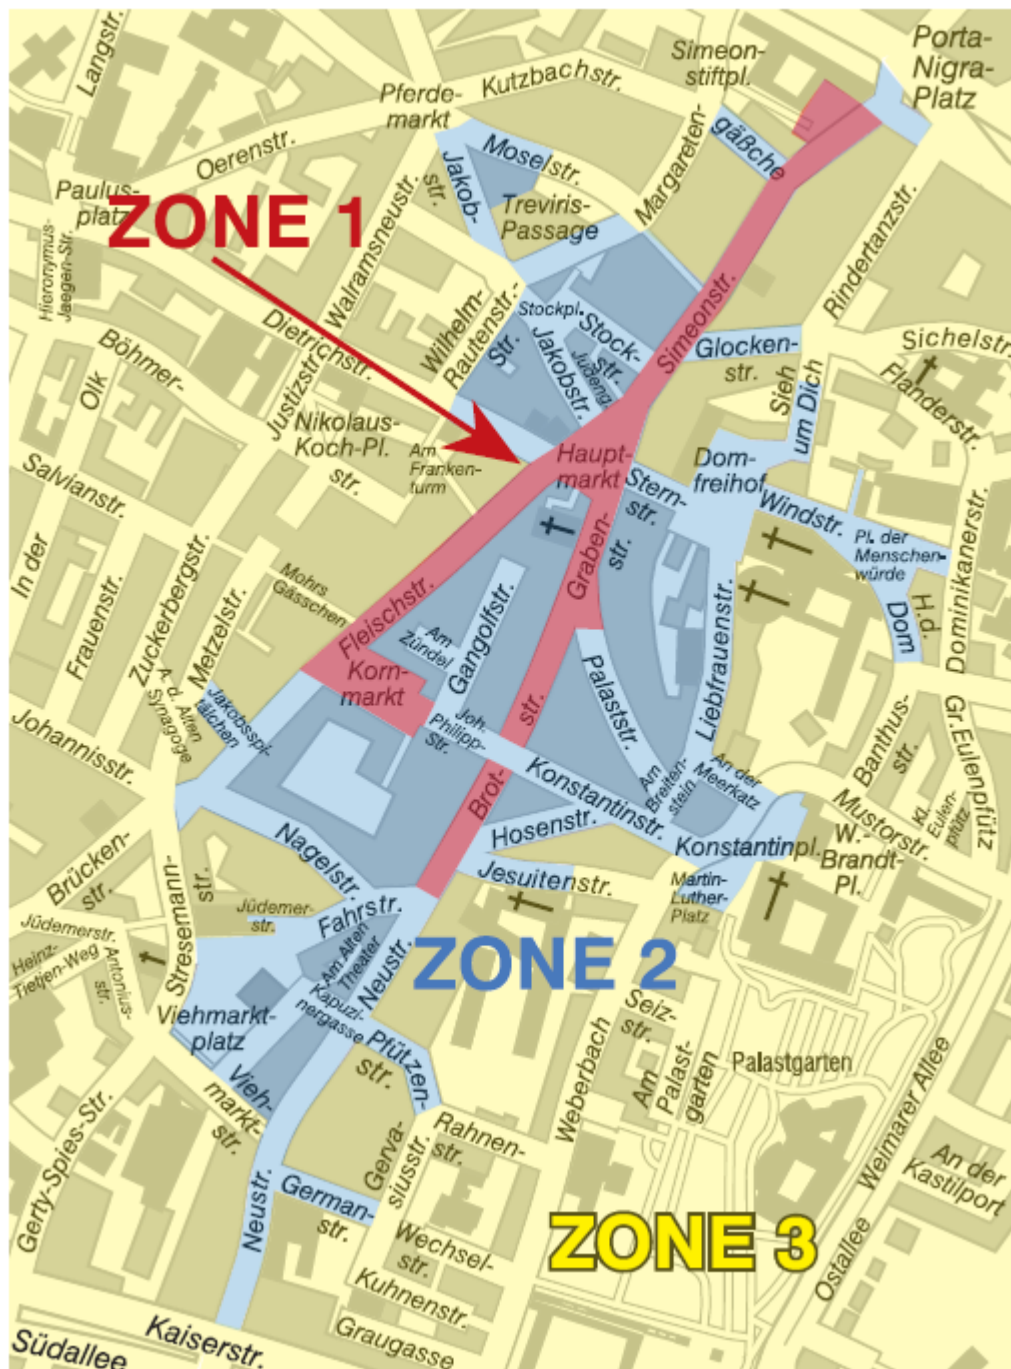 Langstr.
Simeon-
stiftpl.
Porta-
Nigra-
Platz
Kutzbachstr.
Pferde-
markt
Oerenstr.
Moselstr.
Margareten-
gäßche
Jakob-
str.
Paulus-
platz
Treviris-
Passage
ZONE 1
Hieronymus-
Jaegen-Str.
Walramsneustr.
Rindertanzstr.
Stockpl.
Stock-
str.
Simeonstr.
Wilhelm-
Rautenstr.-
Str.
Jakobstr.
Judeng.
Glocken-
str.
Sichelstr.
Flanderstr.
Böhmer-
Olk
Dietrichstr.
Justizstr.
Nikolaus-
Koch-Pl.
str.
Am
Franken-
turm
Sieh
um Dich
Haupt-
markt
Stern-
str.
Dom-
freihof
Windstr.
Pl. der
Menschen-
würde
Dominikanerstr.
Salvianstr.
In der
Frauenstr.
Zuckerbergstr.
Metzelstr.
Mohrs
Gässchen
Fleischstr.
Graben-
str.
H.d.
Dom
Am
Zündel
Gangolfstr.
Korn-
markt
Liebfrauenstr.
Palaststr.
A. d. Alten
Synagoge
Jakobsspi-
tälchen
Johannisstr.
Joh.
Philipp-
Str.
Brot-
str.
Konstantinstr.
Am
Breiten-
stein
An der
Meerkatz
Banthus-
str.
Gr.Eulenpfütz
Kl.
Eulen-
pfütz
Mustorstr.
Hosenstr.
Konstantinpl.
W.-
Brandt-
Pl.
Brücken-
str.
Nagelstr.
Jesuitenstr.
Martin-
Luther-
Platz
Stresemann-
str.
Jüdemer-
str.
Jüdemerstr.
Fahrstr.
Heinz-
Tietjen-Weg
Antonius-
str.
Am Alten
Theater
Neustr.
ZONE 2
Kapuzi-
nergasse
Viehmarkt-
platz
Pfützen-
str.
Seiz-
str.
Weberbach
Am
Palast-
garten
Palastgarten
Weimarer Allee
Vieh-
markt-
str.
Gerty-Spies-Str.
Gerva-
siusstr.
Rahnen-
str.
An der
Kastilport
Neustr.
German-
str.
ZONE 3
Wechsel-
str.
Ostallee
Kuhnenstr.
Kaiserstr.
Graugasse
Südallee